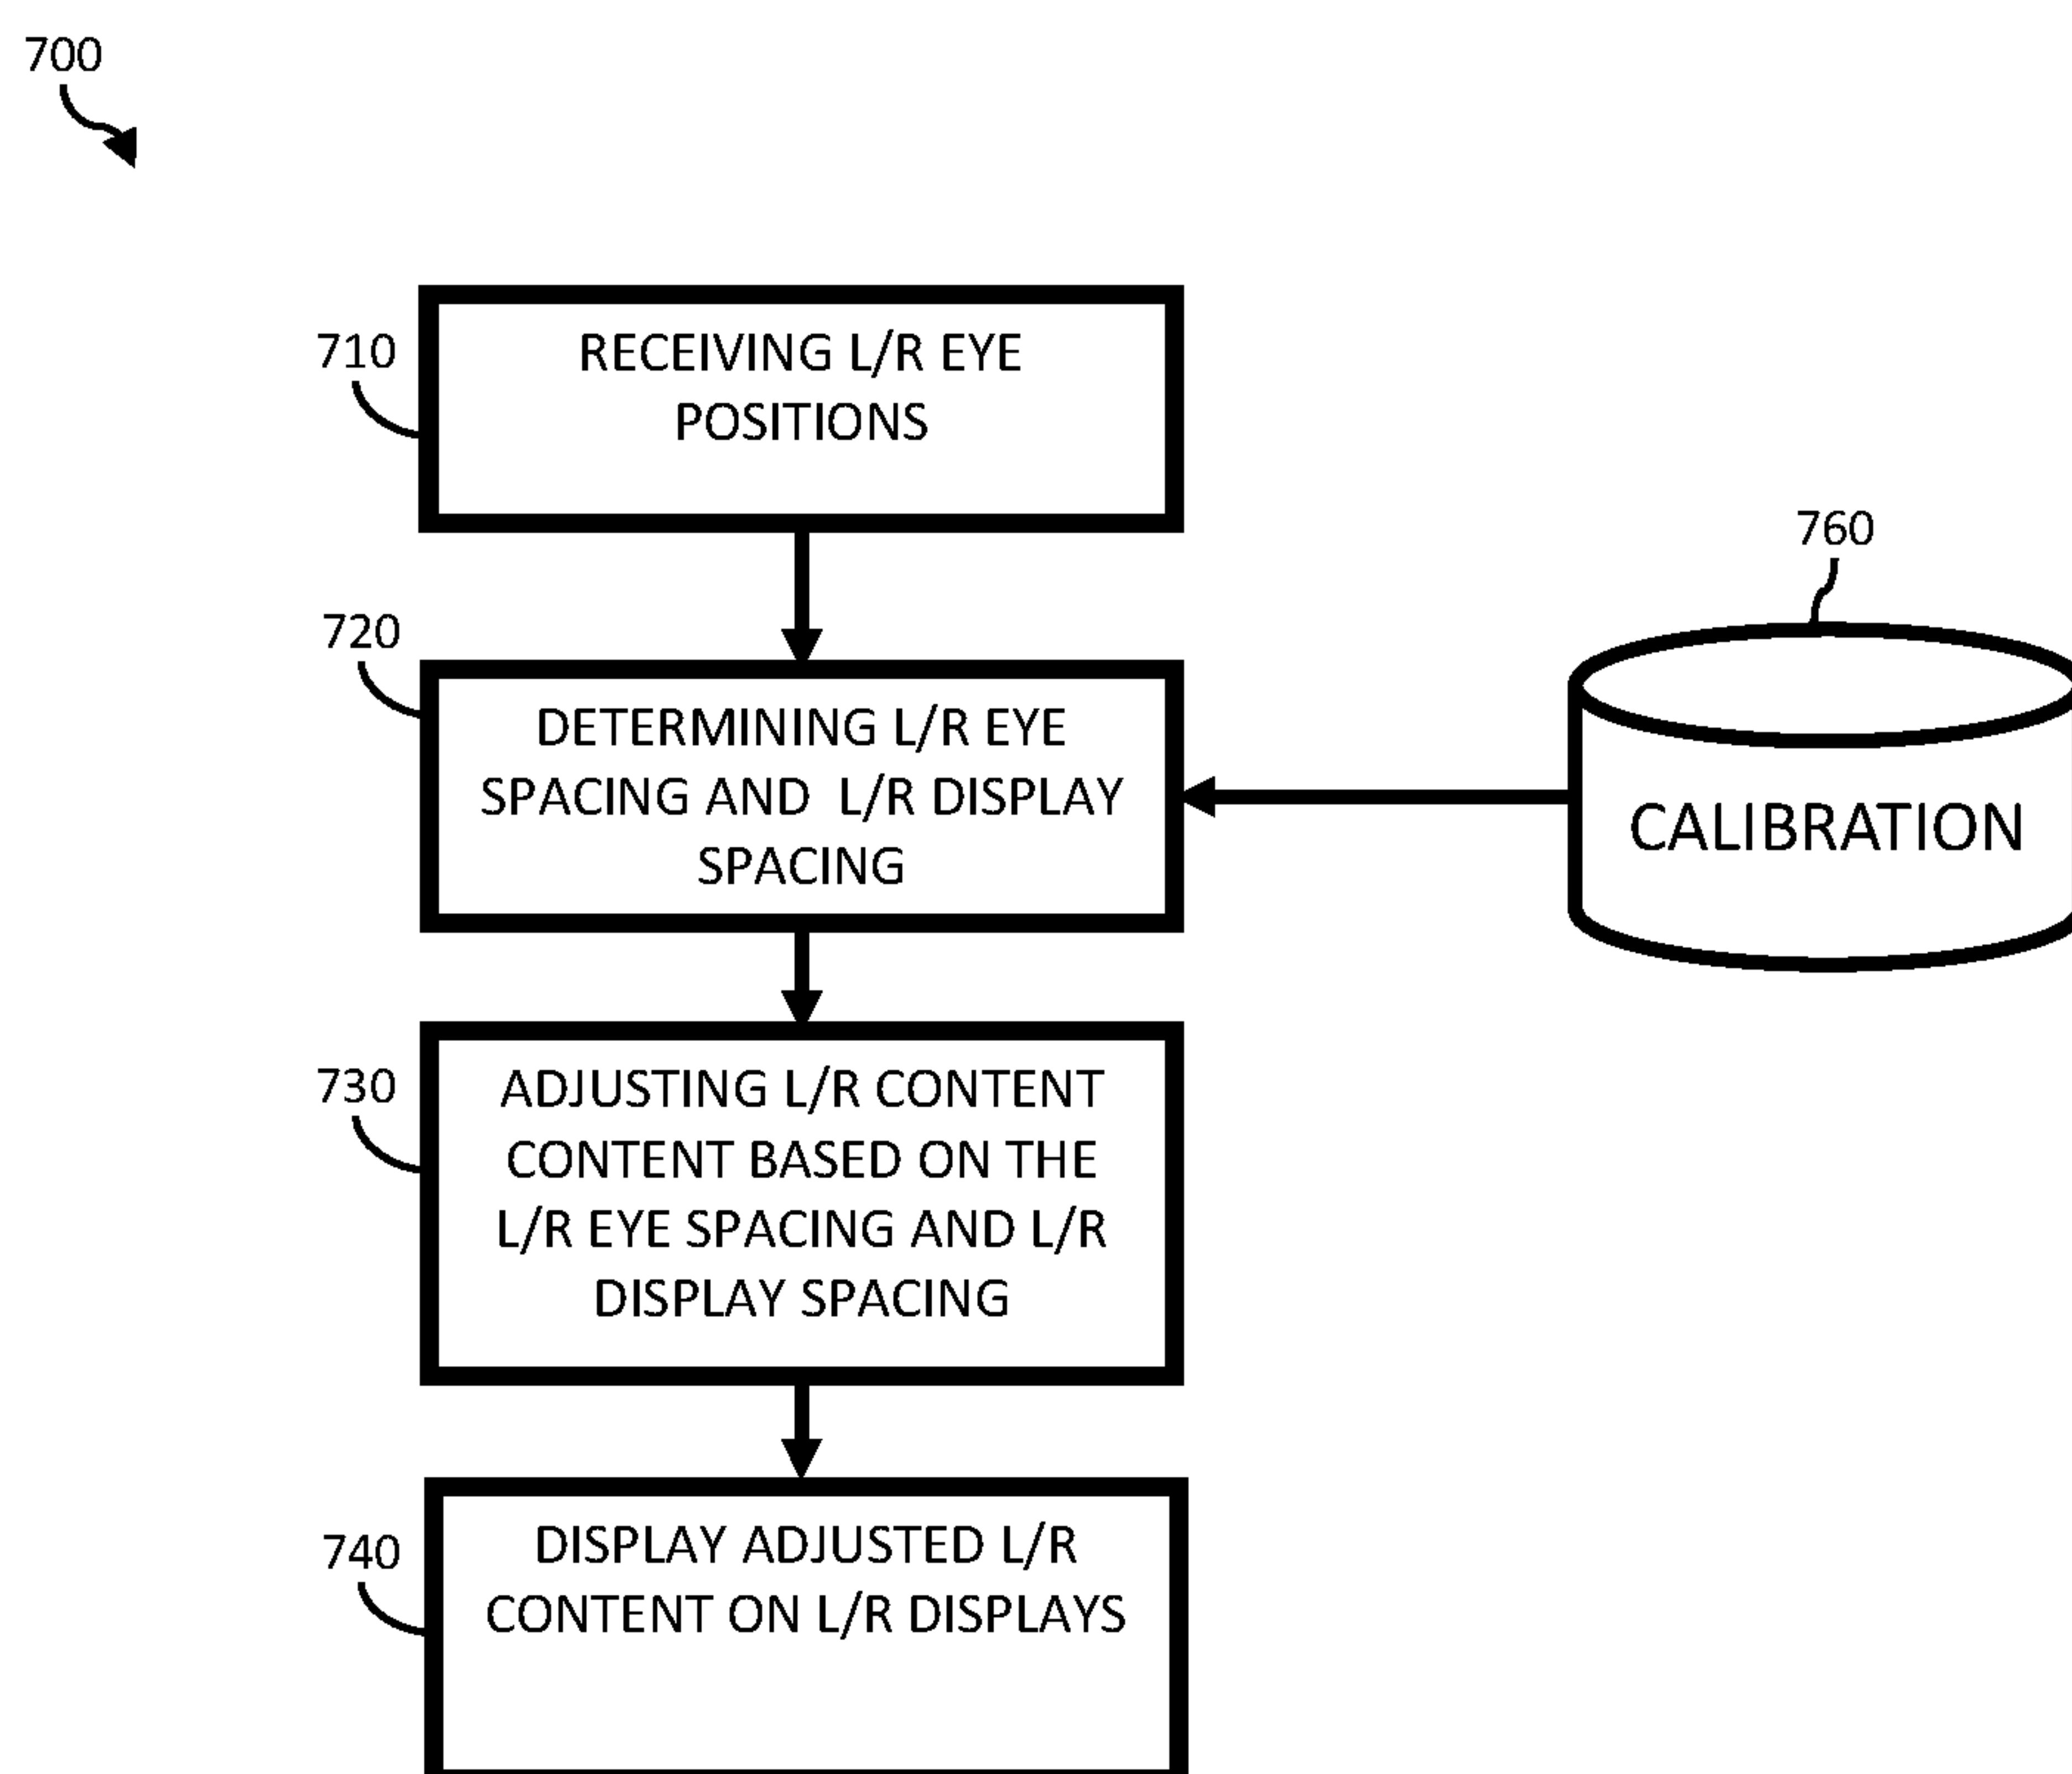 700
710
RECEIVING L/R EYE
POSITIONS
760
720
DETERMINING L/R EYE
SPACING AND L/R DISPLAY
SPACING
CALIBRATION
730
ADJUSTING L/R CONTENT
CONTENT BASED ON THE
L/R EYE SPACING AND L/R
DISPLAY SPACING
740
DISPLAY ADJUSTED L/R
CONTENT ON L/R DISPLAYS